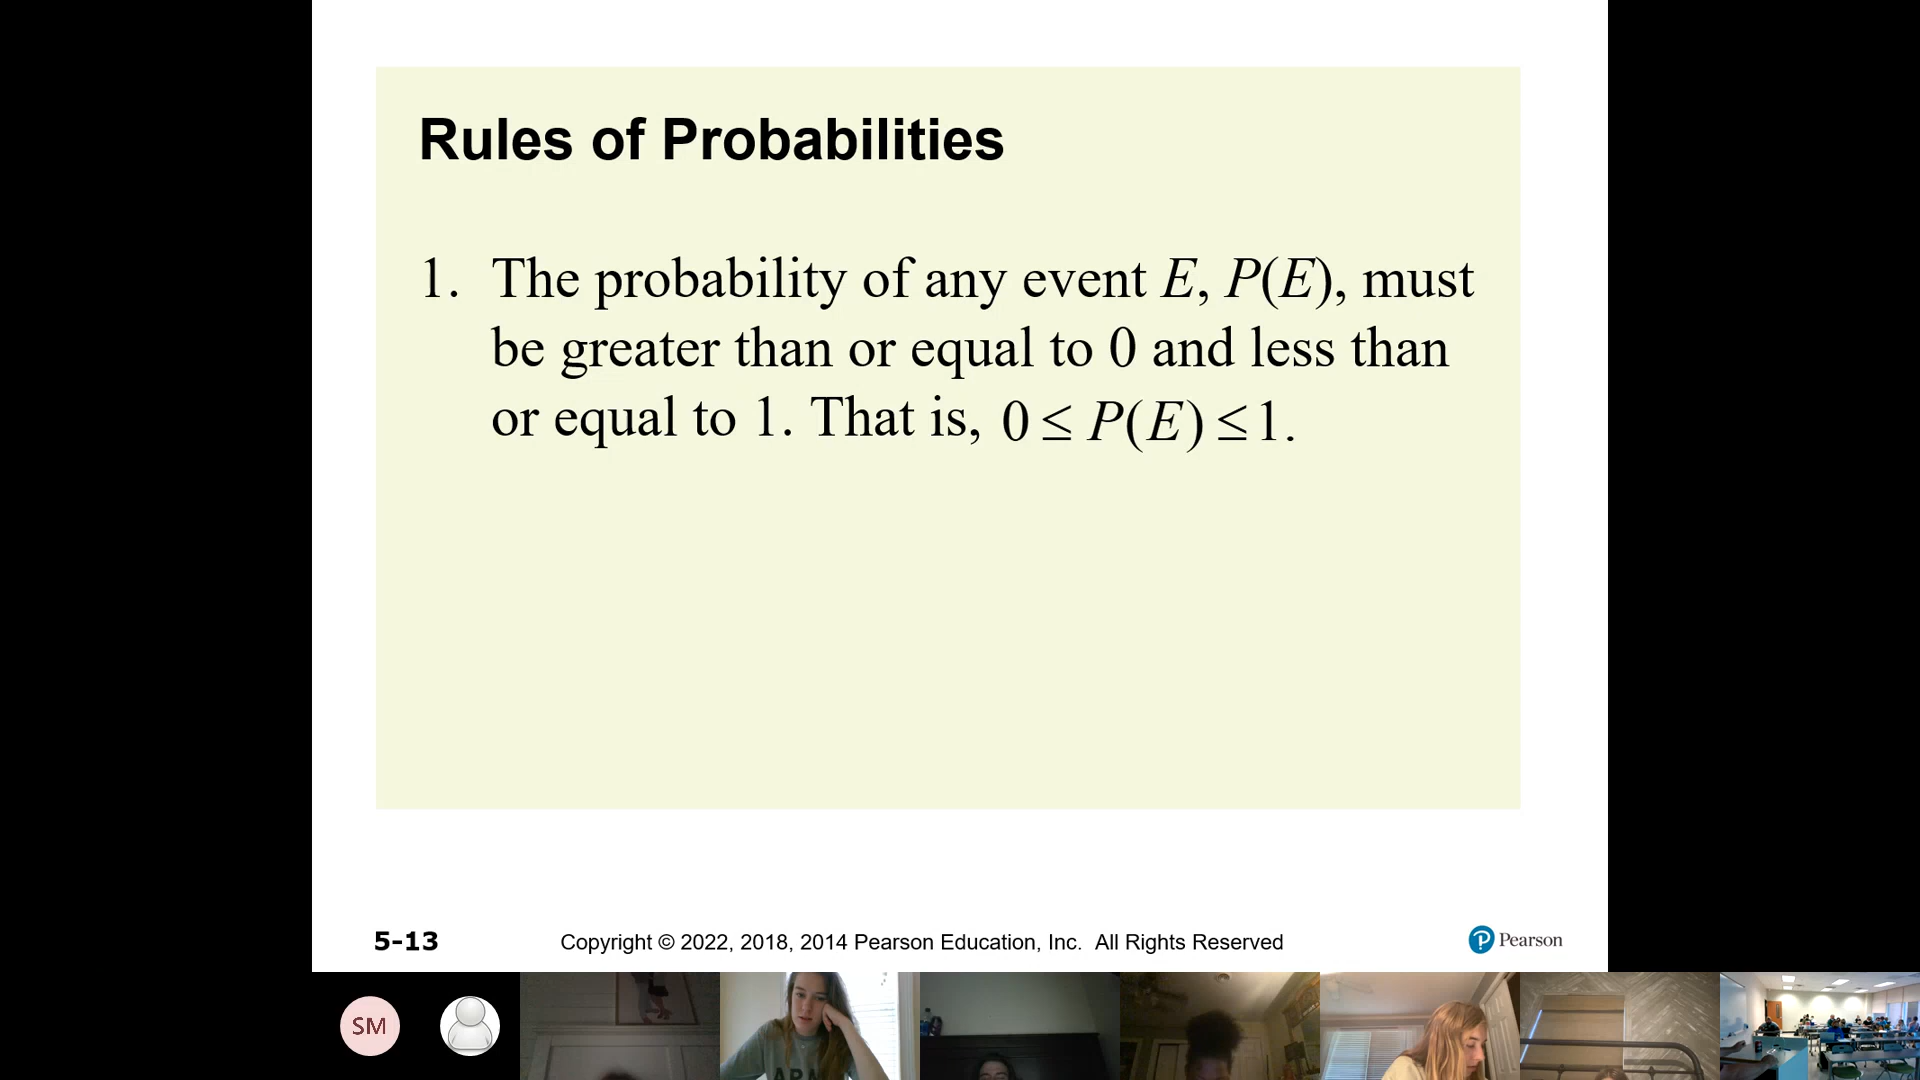 Rules of Probabilities
1. The probability of any event E, P(E), must
be greater than or equal to 0 and less than
or equal to 1. That is, 0 ≤ P(E) ≤ 1.
5-13 Copyright © 2022, 2018, 2014 Pearson Education, Inc. All Rights Reserved Pearson
SM